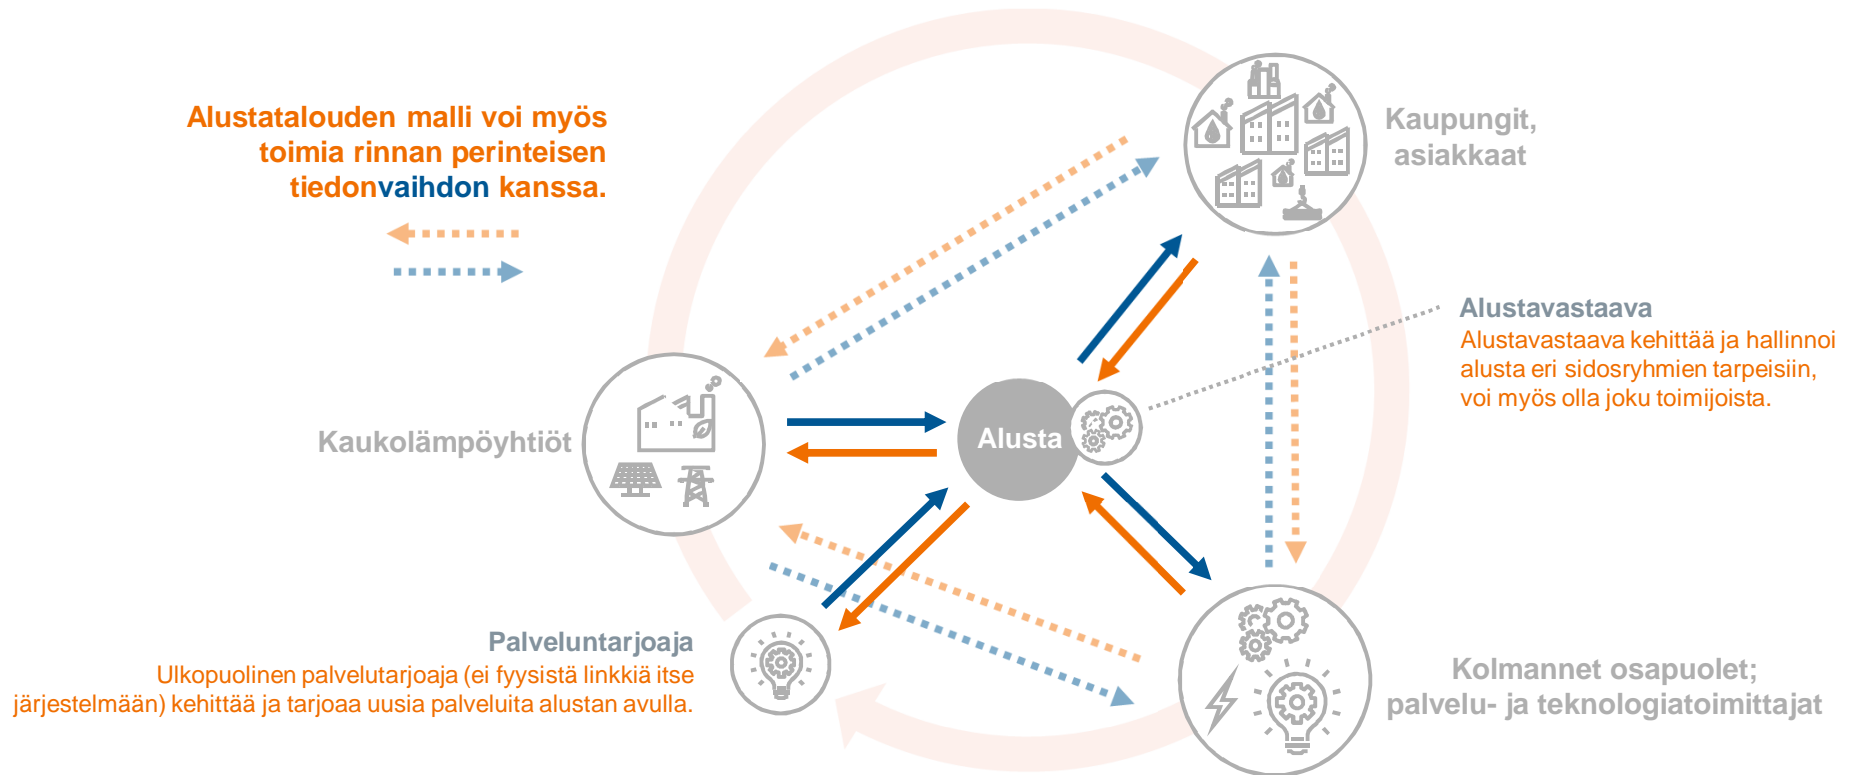 Alustatalouden malli voi myös
toimia rinnan perinteisen
tiedonvaihdon kanssa.
Kaupungit,
asiakkaat
Alustavastaava
Alustavastaava kehittää ja hallinnoi
alusta eri sidosryhmien tarpeisiin,
voi myös olla joku toimijoista.
Kaukolämpöyhtiöt
Alusta
Palveluntarjoaja
Ulkopuolinen palvelutarjoaja (ei fyysistä linkkiä itse
järjestelmään) kehittää ja tarjoaa uusia palveluita alustan avulla.
Kolmannet osapuolet;
palvelu- ja teknologiatoimittajat